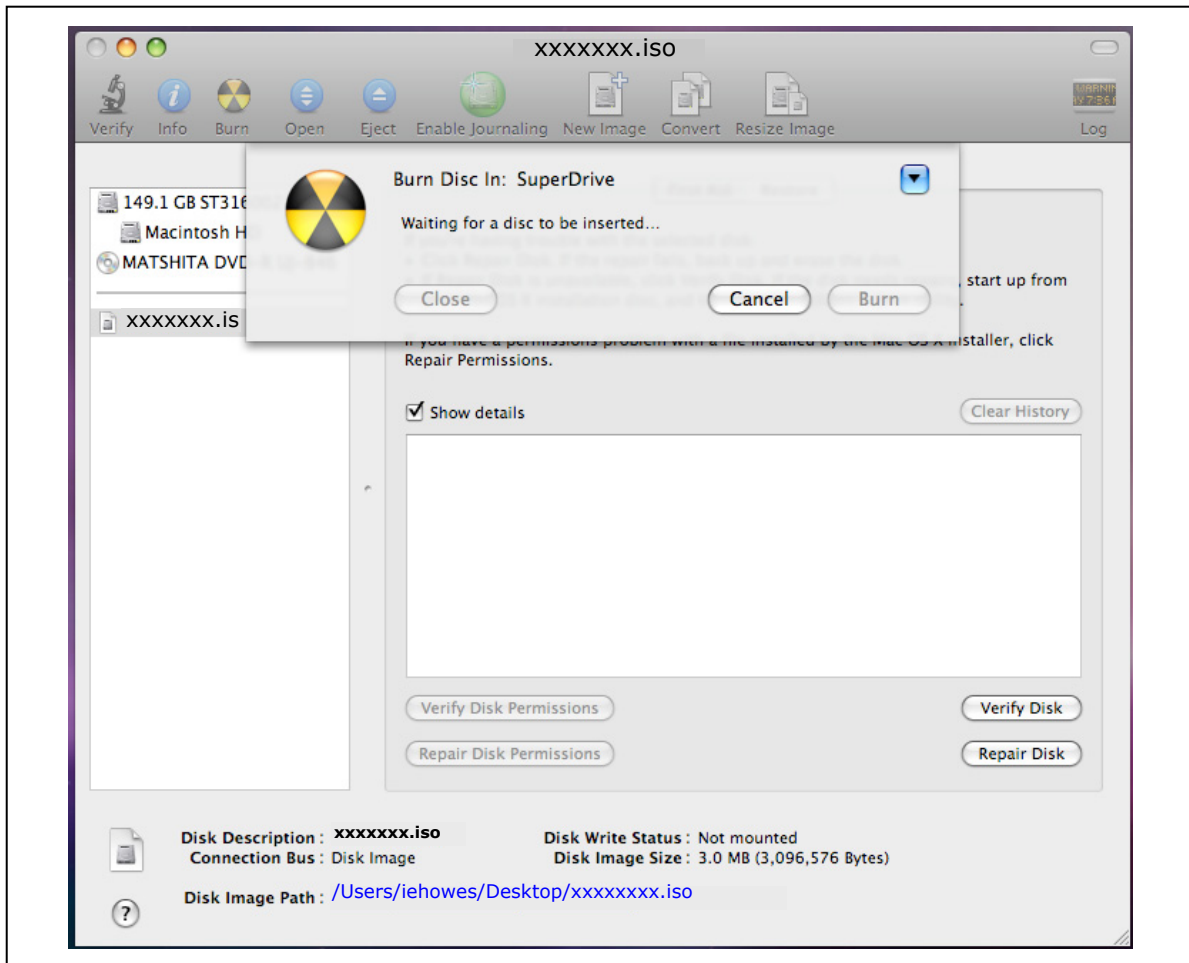 xxxxxxx.iso
Verify Info Burn Open Eject Enable Journaling New Image Convert Resize Image Log
Burn Disc In: SuperDrive
149.1 GB ST316
Waiting for a disc to be inserted...
Macintosh H
MATSHITA DVD
, start up from
Close Cancel Burn
xxxxxxx.is
If you have a permissions problem with a file installed by the Mac OS X installer, click
Repair Permissions.
Show details Clear History
Verify Disk Permissions Verify Disk
Repair Disk Permissions Repair Disk
Disk Description : xxxxxxx.iso Disk Write Status : Not mounted
Connection Bus : Disk Image Disk Image Size : 3.0 MB (3,096,576 Bytes)
Disk Image Path : /Users/iehowes/Desktop/xxxxxxxx.iso
?